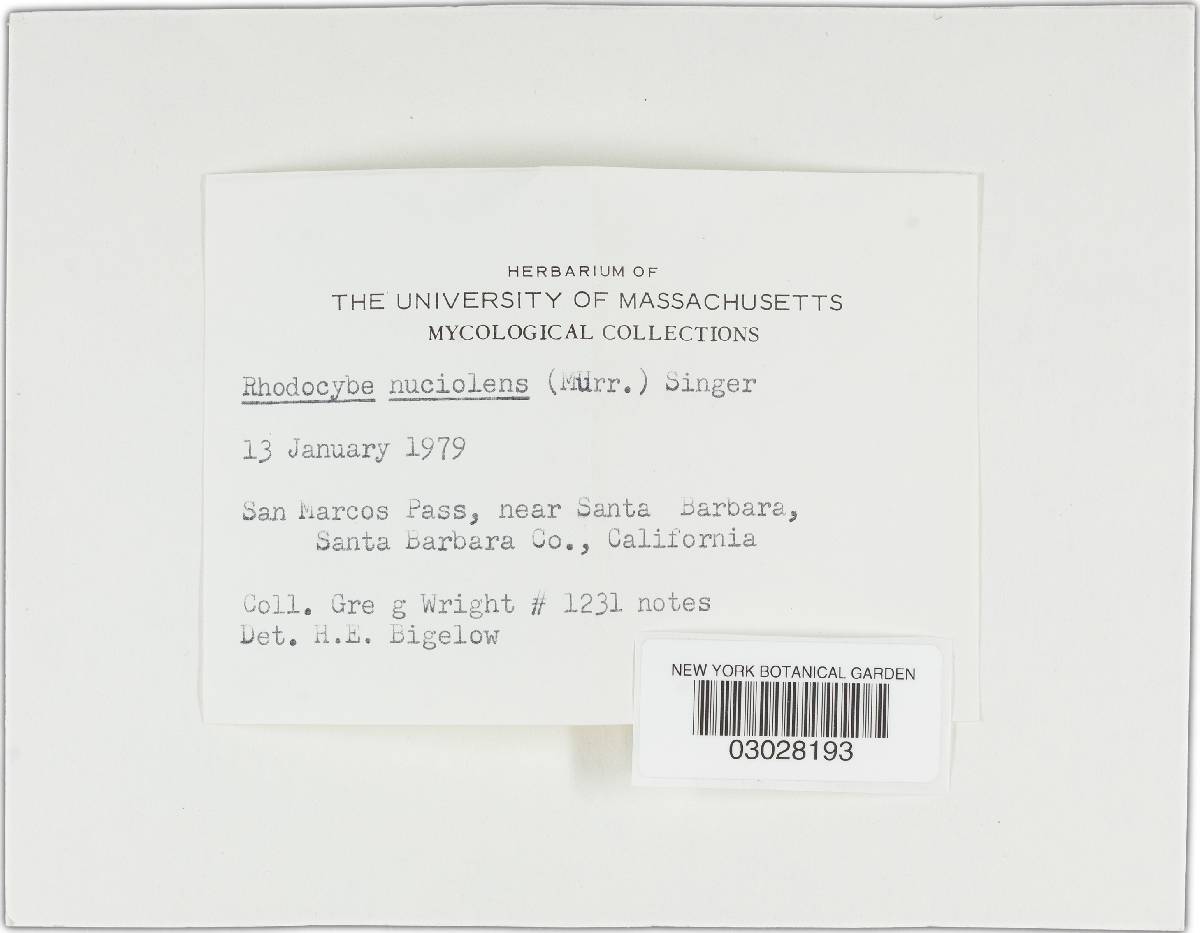 HERBARIUM OF
THE UNIVERSITY OF MASSACHUSETTS
MYCOLOGICAL COLLECTIONS
Rhodocybe nuciolens (Murr.) Singer
13 January 1979
San Marcos Pass, near Santa Barbara,
Santa Barbara Co., California
Coll. Gre g Wright # 1231 notes
Det. H.E. Bigelow
NEW YORK BOTANICAL GARDEN
03028193